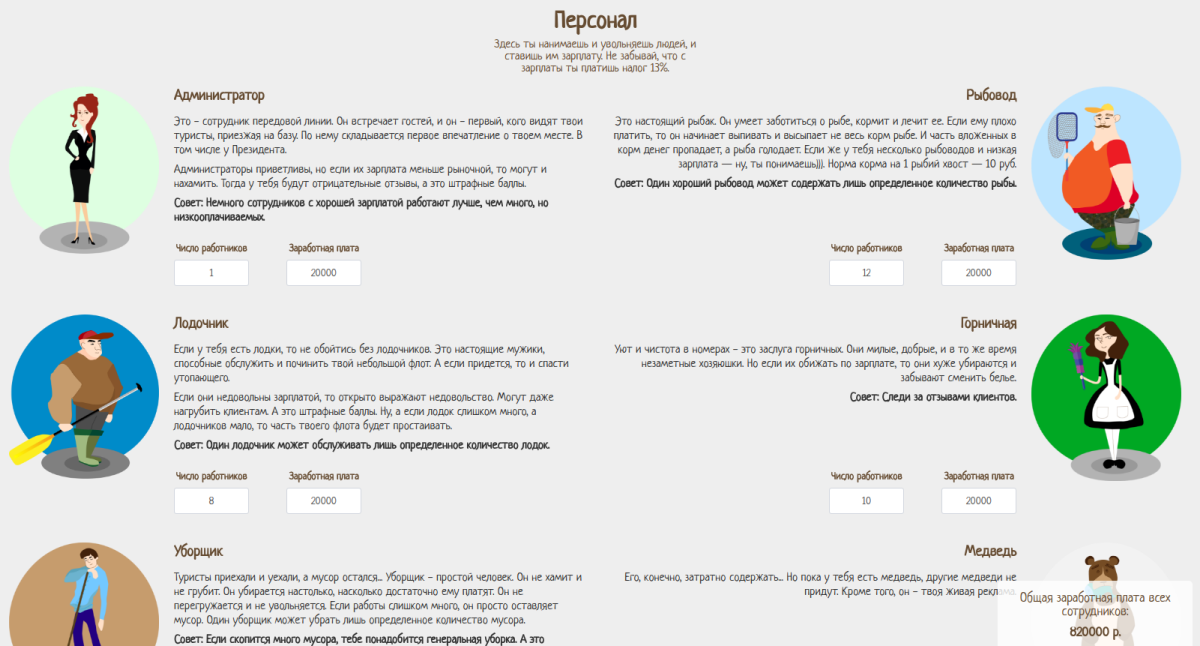 Персонал
Здесь ты нанимаешь и увольняешь людей, и
ставишь им зарплату. Не забывай, что с
зарплаты ты платишь налог 13%.
Администратор
Это - сотрудник передовой линии. Он встречает гостей, и он - первый, кого видят твои
туристы, приезжая на базу. По нему складывается первое впечатление о твоем месте. В
том числе у Президента.
Администраторы приветливы, но если их зарплата меньше рыночной, то могут и
нахамить. Тогда у тебя будут отрицательные отзывы, а это штрафные баллы.
Совет: Немного сотрудников с хорошей зарплатой работают лучше, чем много, но
низкооплачиваемых.
Число работников Заработная плата
1 20000
Рыбовод
Это настоящий рыбак. Он умеет заботиться о рыбе, кормит и лечит ее. Если ему плохо
платить, то он начинает выпивать и высыпает не весь корм рыбе. И часть вложенных в
корм денег пропадает, а рыба голодает. Если же у тебя несколько рыбоводов и низкая
зарплата — ну, ты понимаешь))). Норма корма на 1 рыбий хвост — 10 руб.
Совет: Один хороший рыбовод может содержать лишь определенное количество рыбы.
Число работников Заработная плата
12 20000
Лодочник
Если у тебя есть лодки, то не обойтись без лодочников. Это настоящие мужики,
способные обслужить и починить твой небольшой флот. А если придется, то и спасти
утопающего.
Если они недовольны зарплатой, то открыто выражают недовольство. Могут даже
нагрубить клиентам. А это штрафные баллы. Ну, а если лодок слишком много, а
лодочников мало, то часть твоего флота будет простаивать.
Совет: Один лодочник может обслуживать лишь определенное количество лодок.
Число работников Заработная плата
8 20000
Горничная
Уют и чистота в номерах - это заслуга горничных. Они милые, добрые, и в то же время
незаметные хозяюшки. Но если их обижать по зарплате, то они хуже убираются и
забывают сменить белье.
Совет: Следи за отзывами клиентов.
Число работников Заработная плата
10 20000
Уборщик
Туристы приехали и уехали, а мусор остался... Уборщик - простой человек. Он не хамит и
не грубит. Он убирается настолько, насколько достаточно ему платят. Он не
перегружается и не увольняется. Если работы слишком много, он просто оставляет
мусор. Один уборщик может убрать лишь определенное количество мусора.
Совет: Если скопится много мусора, тебе понадобится генеральная уборка. А это
Медведь
Его, конечно, затратно содержать... Но пока у тебя есть медведь, другие медведи не
придут. Кроме того, он - твоя живая реклама.
Общая заработная плата всех
сотрудников:
820000 р.